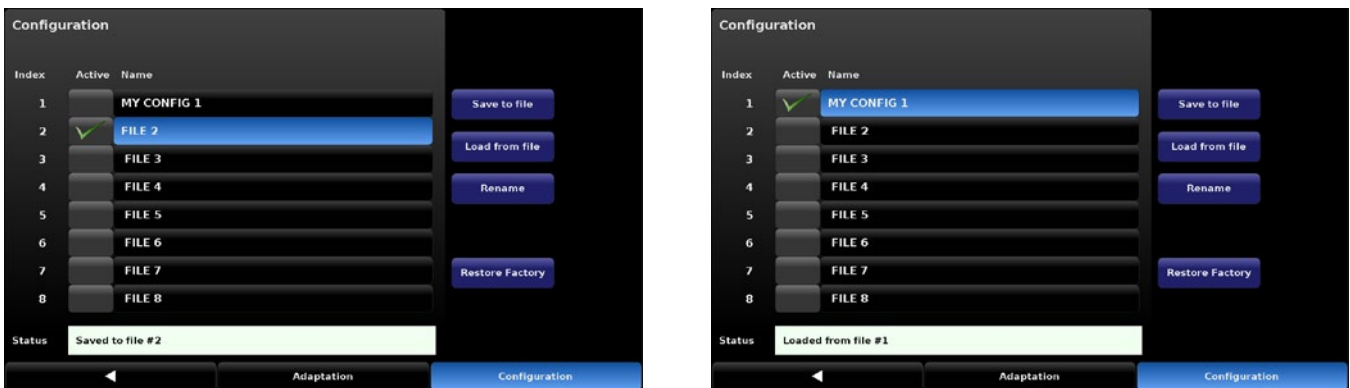 Configuration
Index Active Name
1 MY CONFIG 1 Save to file
2 FILE 2
Load from file
3 FILE 3
4 FILE 4 Rename
5 FILE 5
6 FILE 6
7 FILE 7 Restore Factory
8 FILE 8
Status Saved to file #2
Adaptation Configuration
Configuration
Index Active Name
1 MY CONFIG 1 Save to file
2 FILE 2
Load from file
3 FILE 3
4 FILE 4 Rename
5 FILE 5
6 FILE 6
7 FILE 7 Restore Factory
8 FILE 8
Status Loaded from file #1
Adaptation Configuration